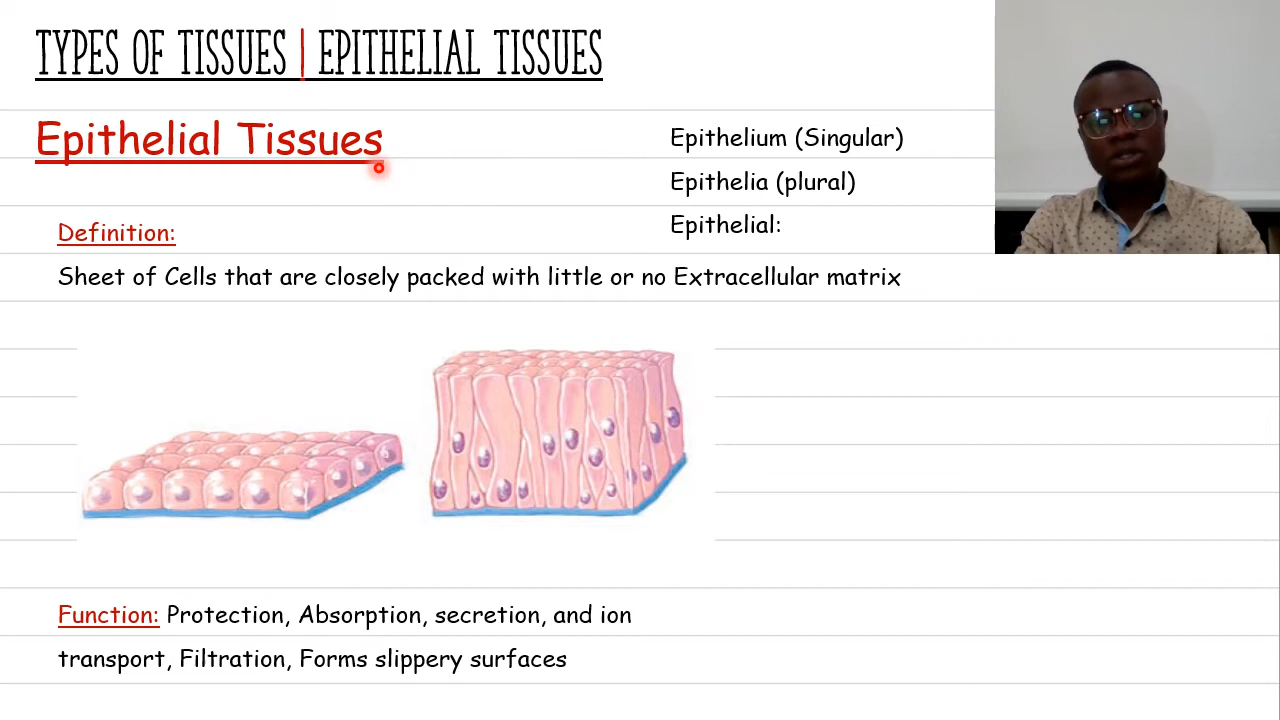 TYPES OF TISSUES | EPITHELIAL TISSUES
Epithelial Tissues
Epithelium (Singular)
Epithelia (plural)
Epithelial:
Definition:
Sheet of Cells that are closely packed with little or no Extracellular matrix
Function: Protection, Absorption, secretion, and ion
transport, Filtration, Forms slippery surfaces